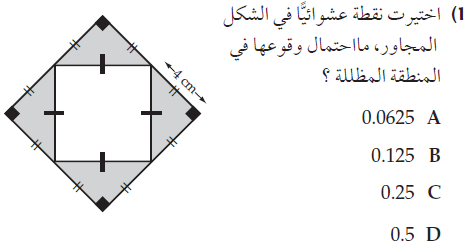 1) اختيرت نقطة عشوائيًّا في الشكل
المجاور، مااحتمال وقوعها في
المنطقة المظللة ؟
4 cm
0.0625 A
0.125 B
0.25 C
0.5 D